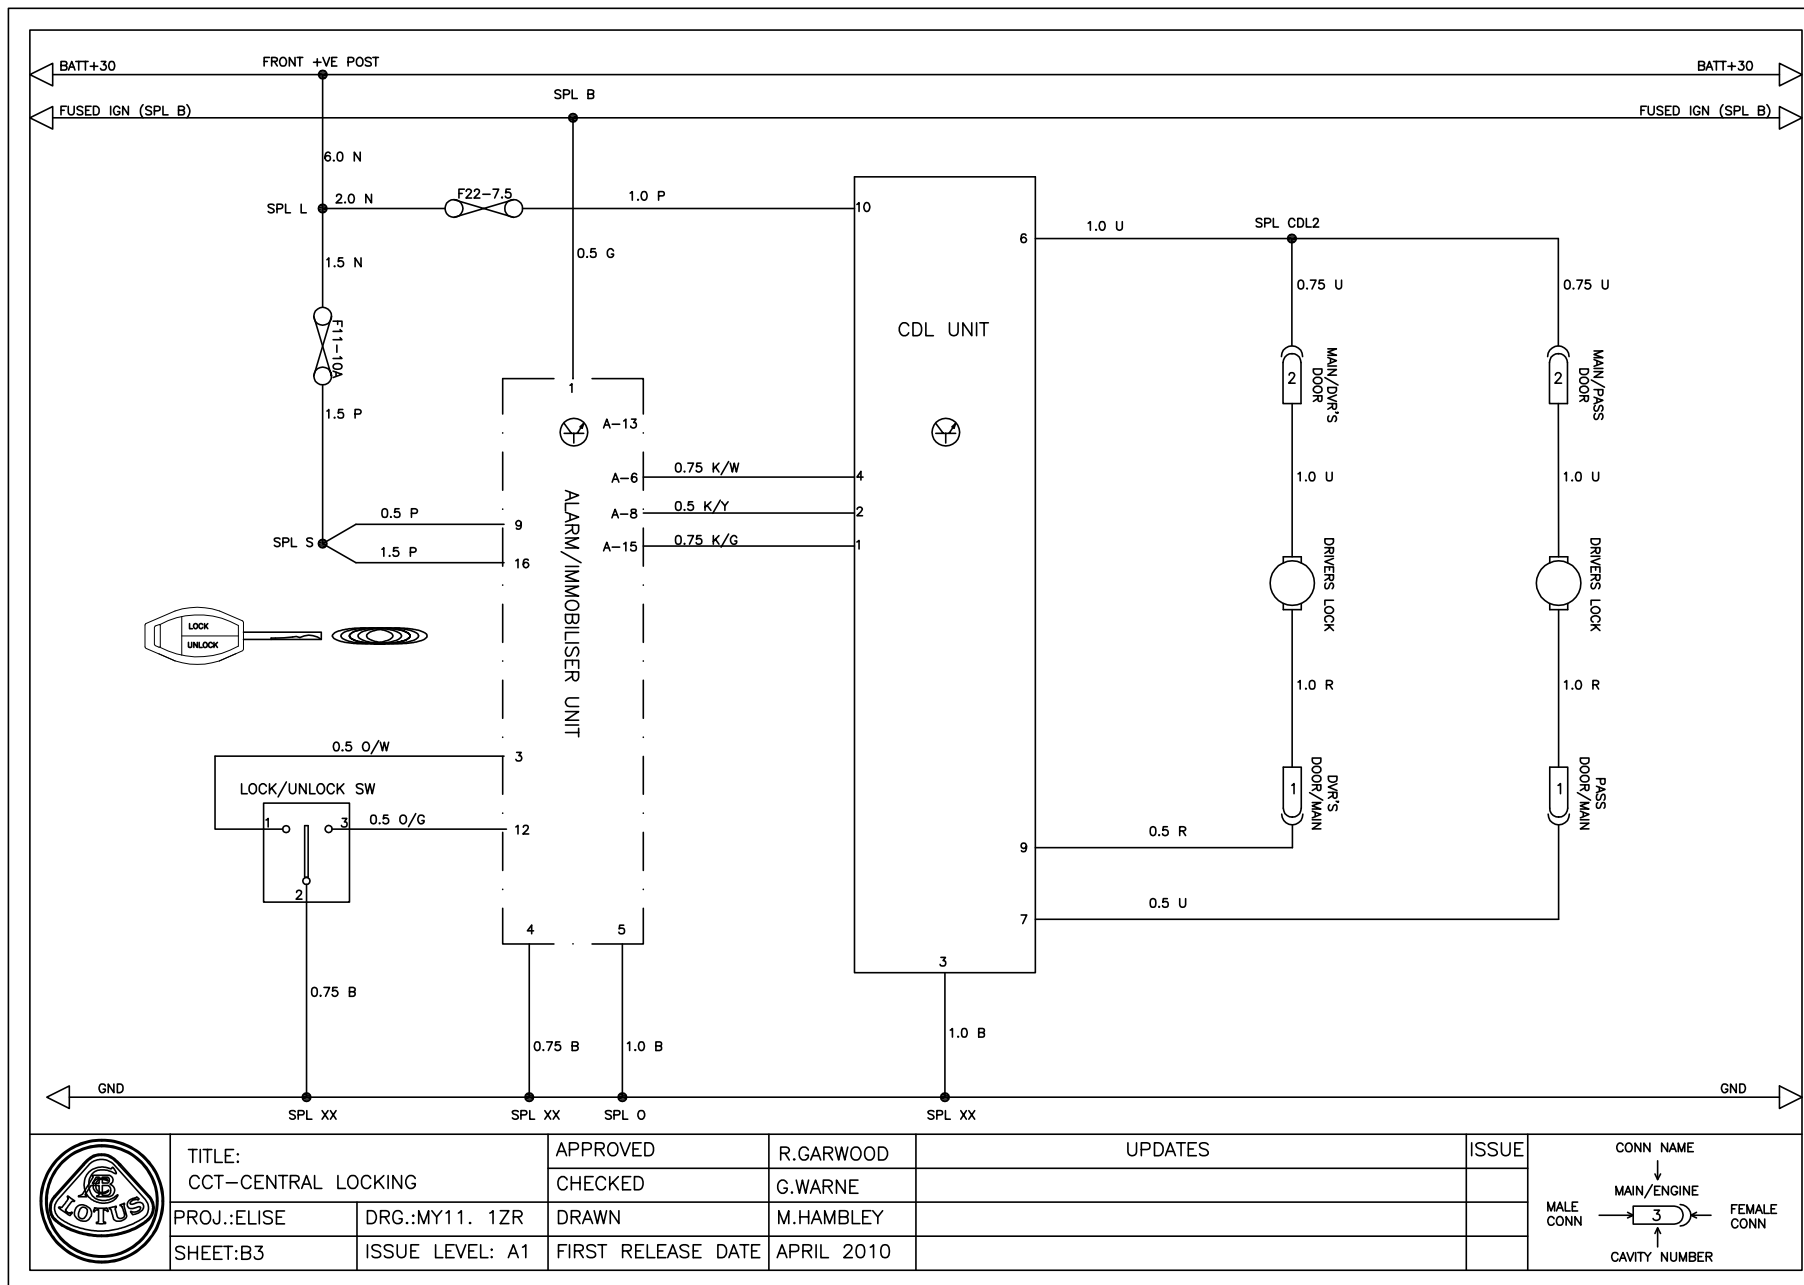 BATT+30
FRONT +VE POST
BATT+30
FUSED IGN (SPL B)
SPL B
FUSED IGN (SPL B)
6.0 N
SPL L
2.0 N
F22-7.5
1.0 P
10
6
1.0 U
SPL CDL2
1.5 N
0.5 G
0.75 U
0.75 U
F11-10A
CDL UNIT
MAIN/DVR'S
DOOR
2
MAIN/PASS
DOOR
2
1.5 P
1
A-13
A-6
0.75 K/W
4
A-8
0.5 K/Y
2
A-15
0.75 K/G
1
1.0 U
1.0 U
SPL S
0.5 P
9
1.5 P
16
ALARM/IMMOBILISER UNIT
DRIVERS LOCK
DRIVERS LOCK
LOCK
UNLOCK
1.0 R
1.0 R
0.5 O/W
3
LOCK/UNLOCK SW
1
3
0.5 O/G
12
2
1
DVR'S
DOOR/MAIN
1
PASS
DOOR/MAIN
0.5 R
9
0.5 U
7
4
5
3
0.75 B
0.75 B
1.0 B
1.0 B
GND
GND
SPL XX
SPL XX
SPL O
SPL XX
LOTUS
TITLE:
CCT-CENTRAL LOCKING
PROJ.:ELISE
DRG.:MY11. 1ZR
SHEET:B3
ISSUE LEVEL: A1
APPROVED
R.GARWOOD
CHECKED
G.WARNE
DRAWN
M.HAMBLEY
FIRST RELEASE DATE
APRIL 2010
UPDATES
ISSUE
CONN NAME
MAIN/ENGINE
MALE
CONN
3
FEMALE
CONN
CAVITY NUMBER